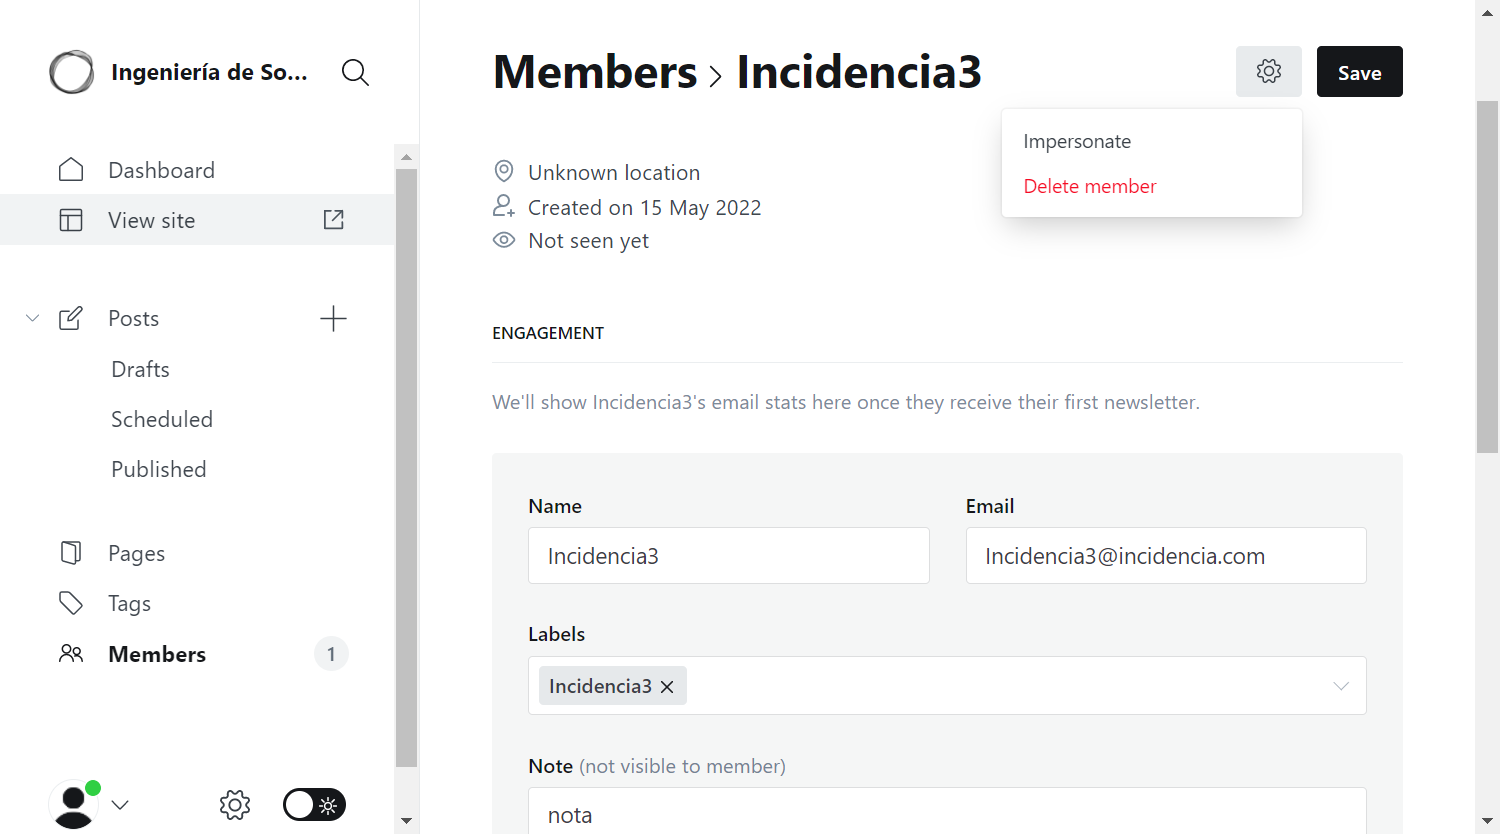 Ingeniería de So...
Dashboard
View site
Posts
Drafts
Scheduled
Published
Pages
Tags
Members 1
Members > Incidencia3
Save
Impersonate
Delete member
Unknown location
Created on 15 May 2022
Not seen yet
ENGAGEMENT
We'll show Incidencia3's email stats here once they receive their first newsletter.
Name
Incidencia3
Email
Incidencia3@incidencia.com
Labels
Incidencia3
Note (not visible to member)
nota